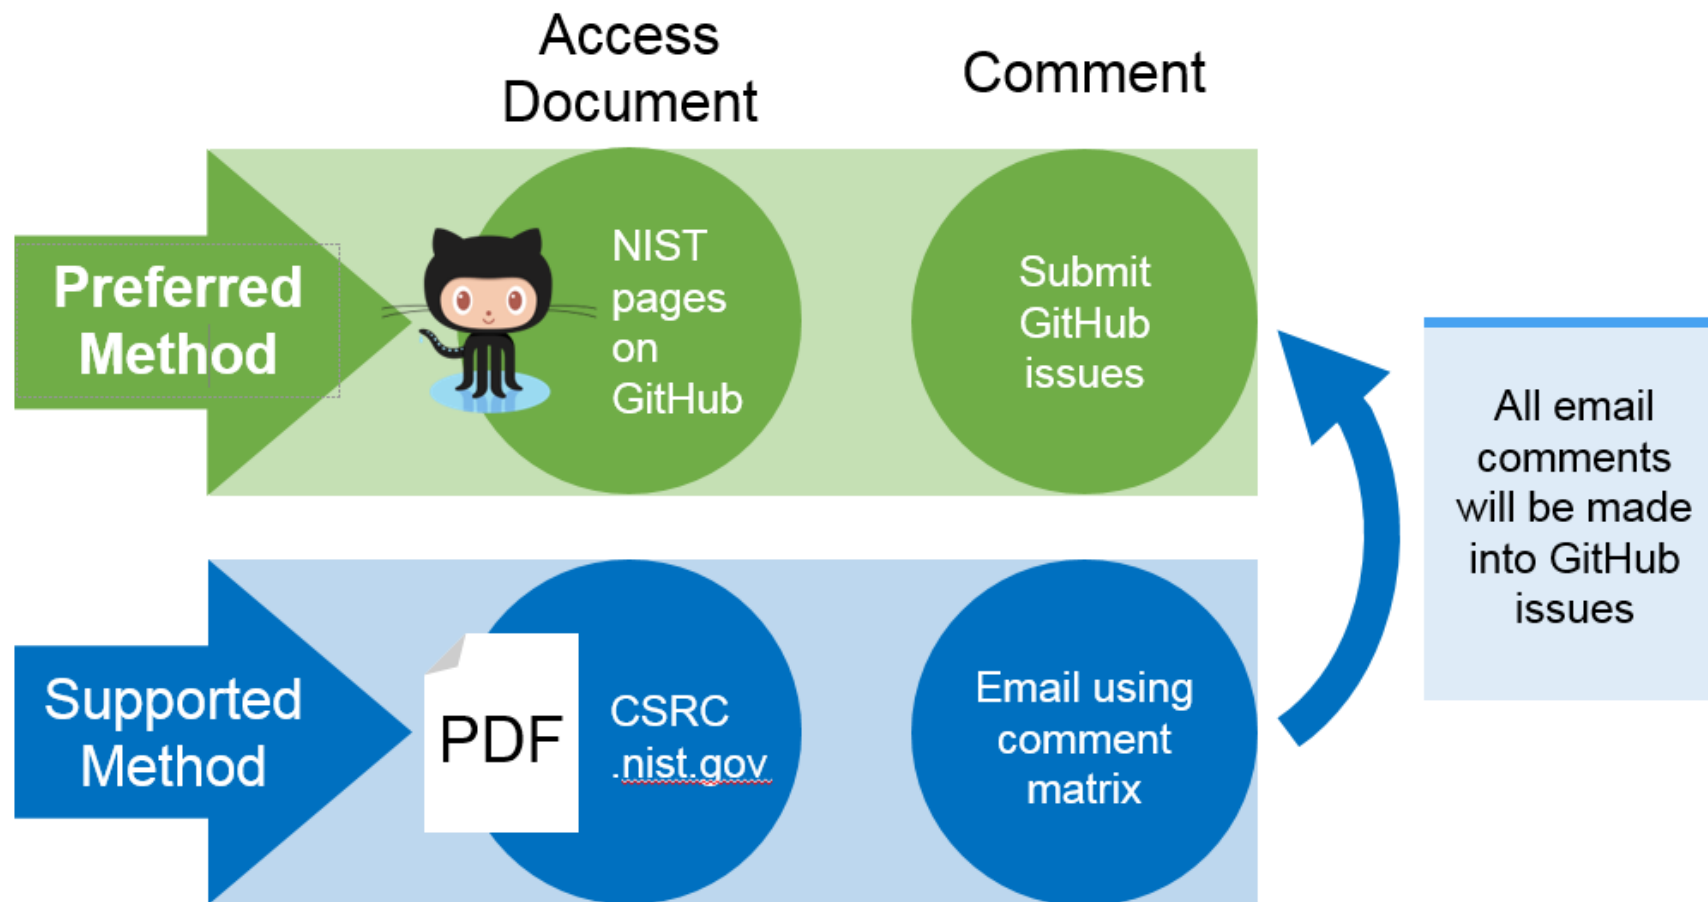 Access
Document
Comment
Preferred
Method
NIST
pages
on
GitHub
Submit
GitHub
issues
All email
comments
will be made
into GitHub
issues
Supported
Method
PDF
CSRC
.nist.gov
Email using
comment
matrix